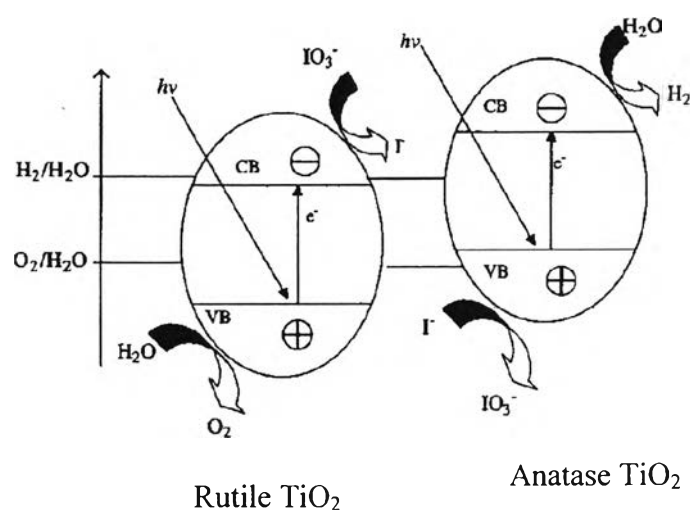 H₂O
IO₃⁻
hν
hν
CB
⊖
H₂
CB
⊖
I⁻
H₂/H₂O
e⁻
e⁻
O₂/H₂O
VB
⊕
VB
⊕
H₂O
I⁻
O₂
IO₃⁻
Anatase TiO₂
Rutile TiO₂